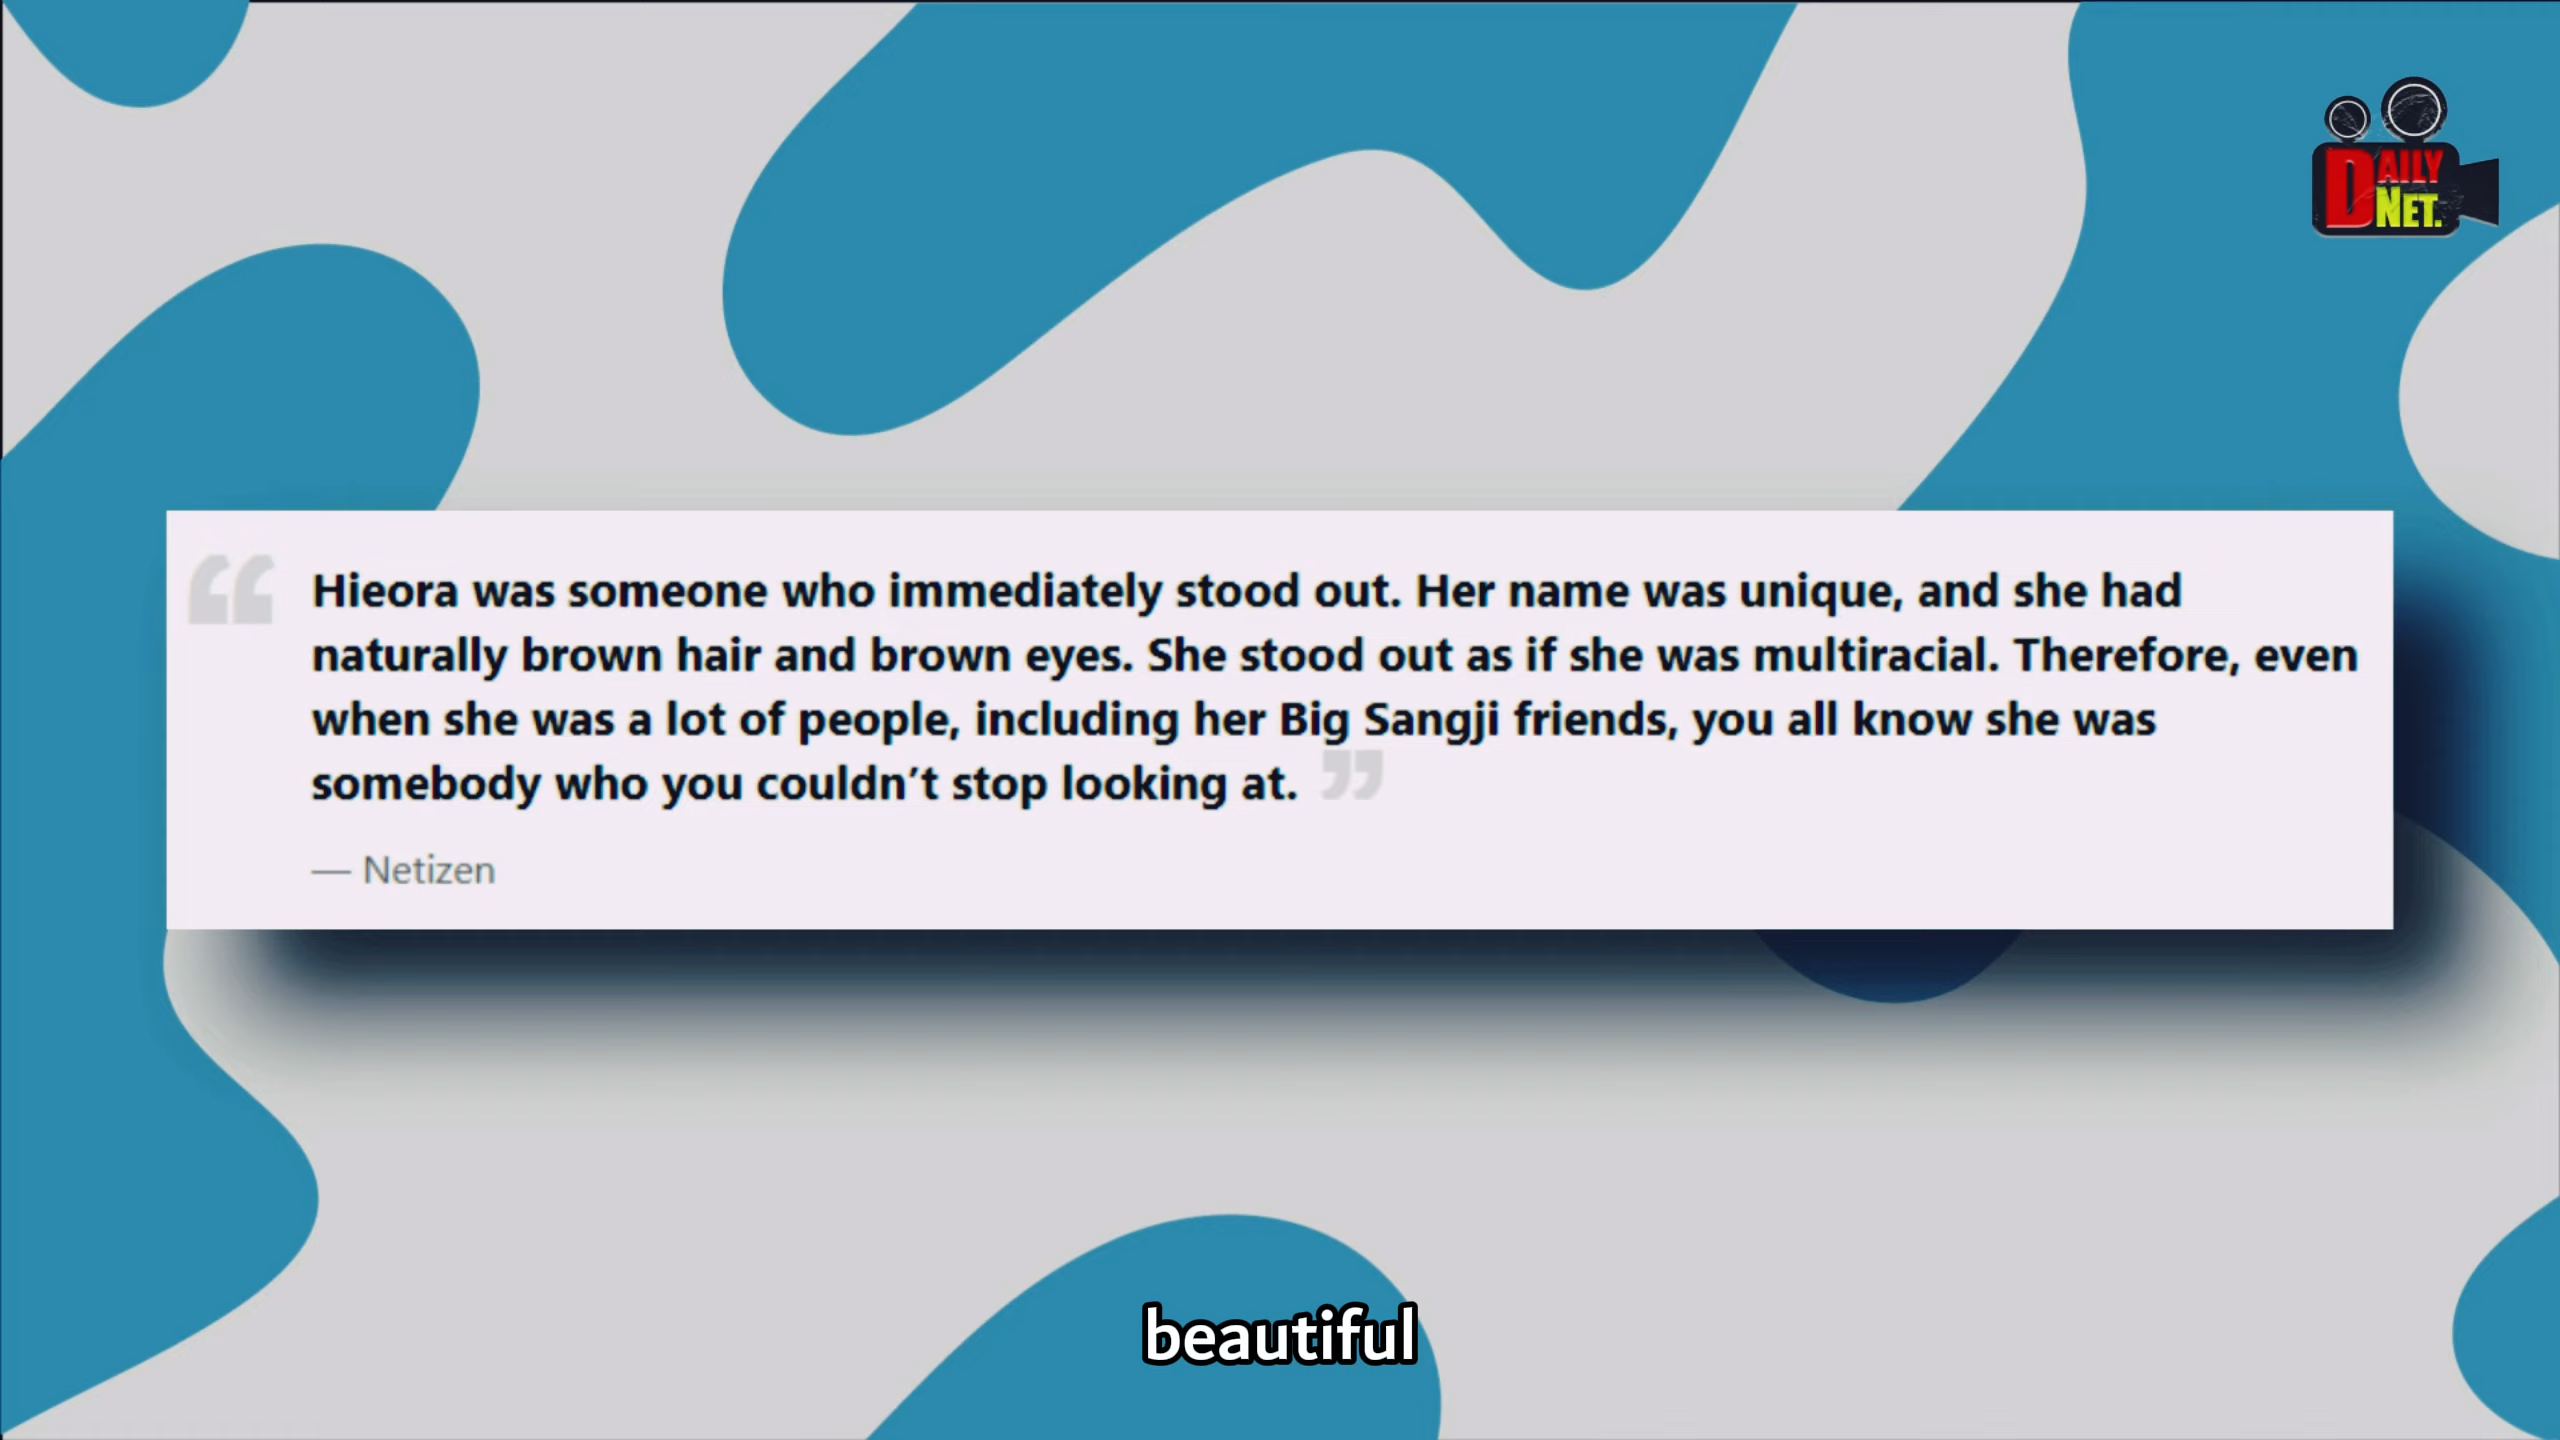 DAILY
NET.
“ Hieora was someone who immediately stood out. Her name was unique, and she had
naturally brown hair and brown eyes. She stood out as if she was multiracial. Therefore, even
when she was a lot of people, including her Big Sangji friends, you all know she was
somebody who you couldn’t stop looking at. ”
— Netizen
beautiful